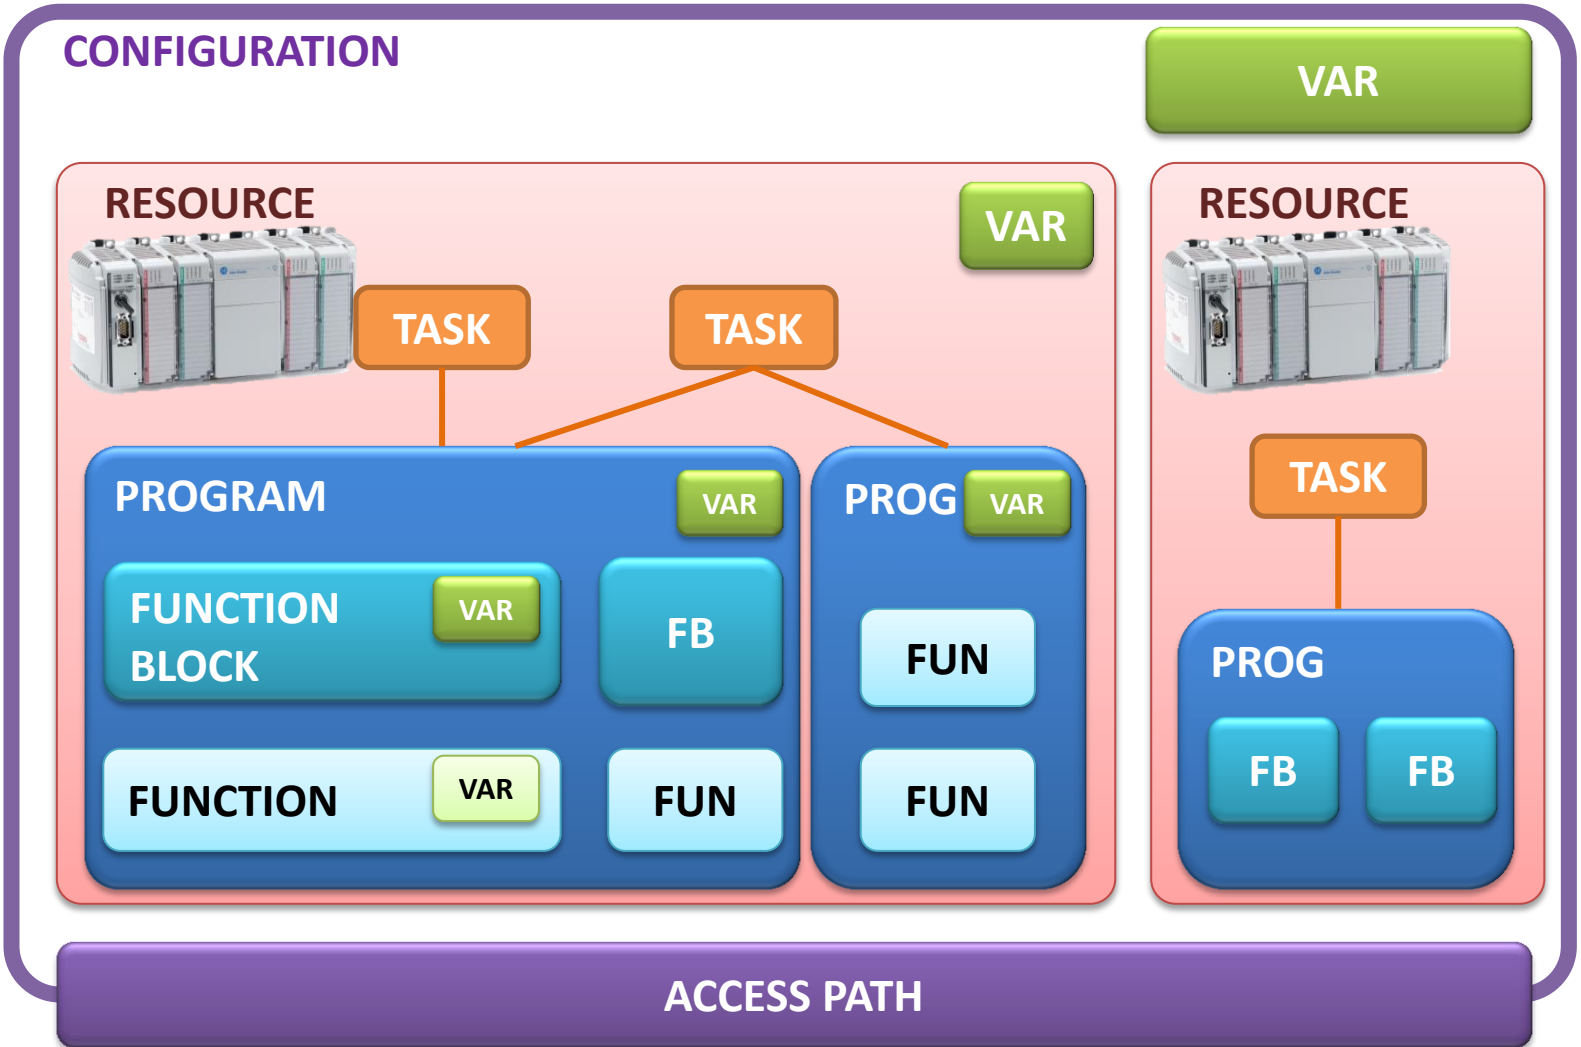 CONFIGURATION
VAR
RESOURCE
VAR
TASK
TASK
PROGRAM
VAR
FUNCTION
BLOCK
VAR
FB
FUNCTION
VAR
FUN
PROG
VAR
FUN
FUN
RESOURCE
TASK
PROG
FB
FB
ACCESS PATH